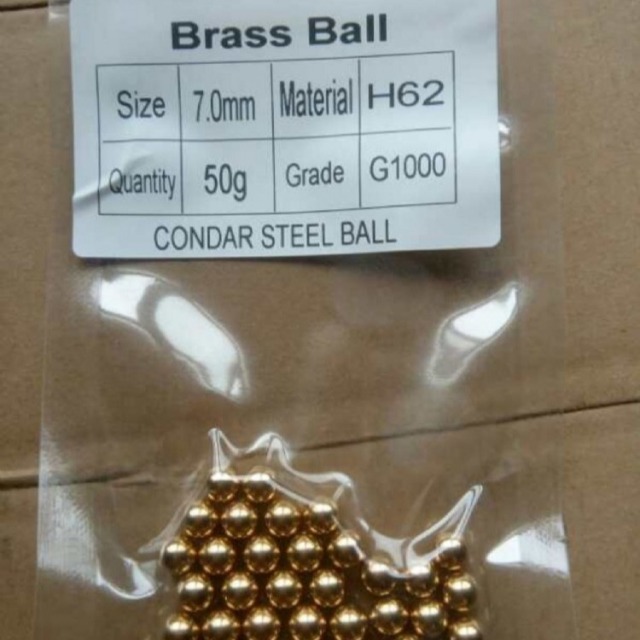 Brass Ball
Size 7.0mm Material H62
Quantity 50g Grade G1000
CONDAR STEEL BALL